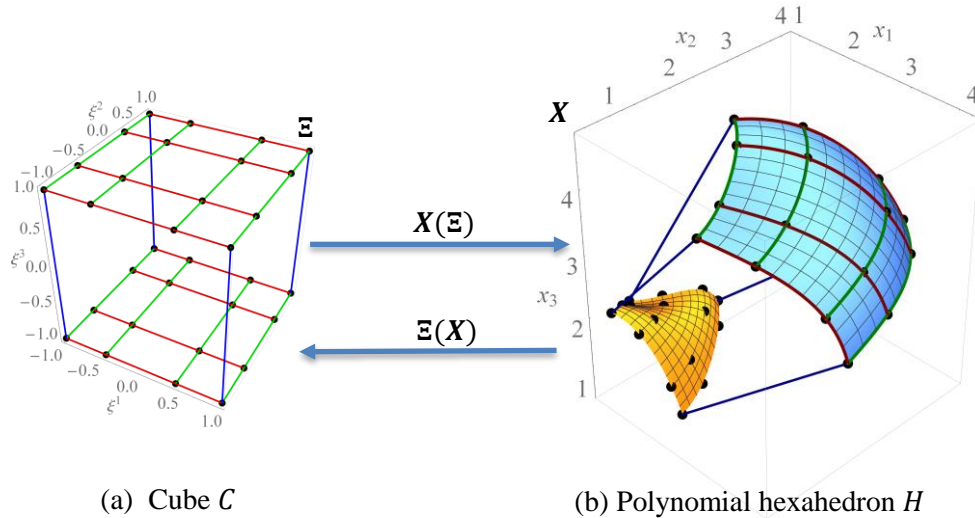 4 1
x₂ 3 2 x₁
2 3
1 4
X
ξ² 1.0
0.5
0.0
-0.5
-1.0
Ξ
1.0
0.5
ξ³ 0.0
-0.5
-1.0
-1.0 -0.5 0.0 0.5 1.0
ξ¹
X(Ξ)
Ξ(X)
4
3
x₃ 2
1
(a) Cube C
(b) Polynomial hexahedron H